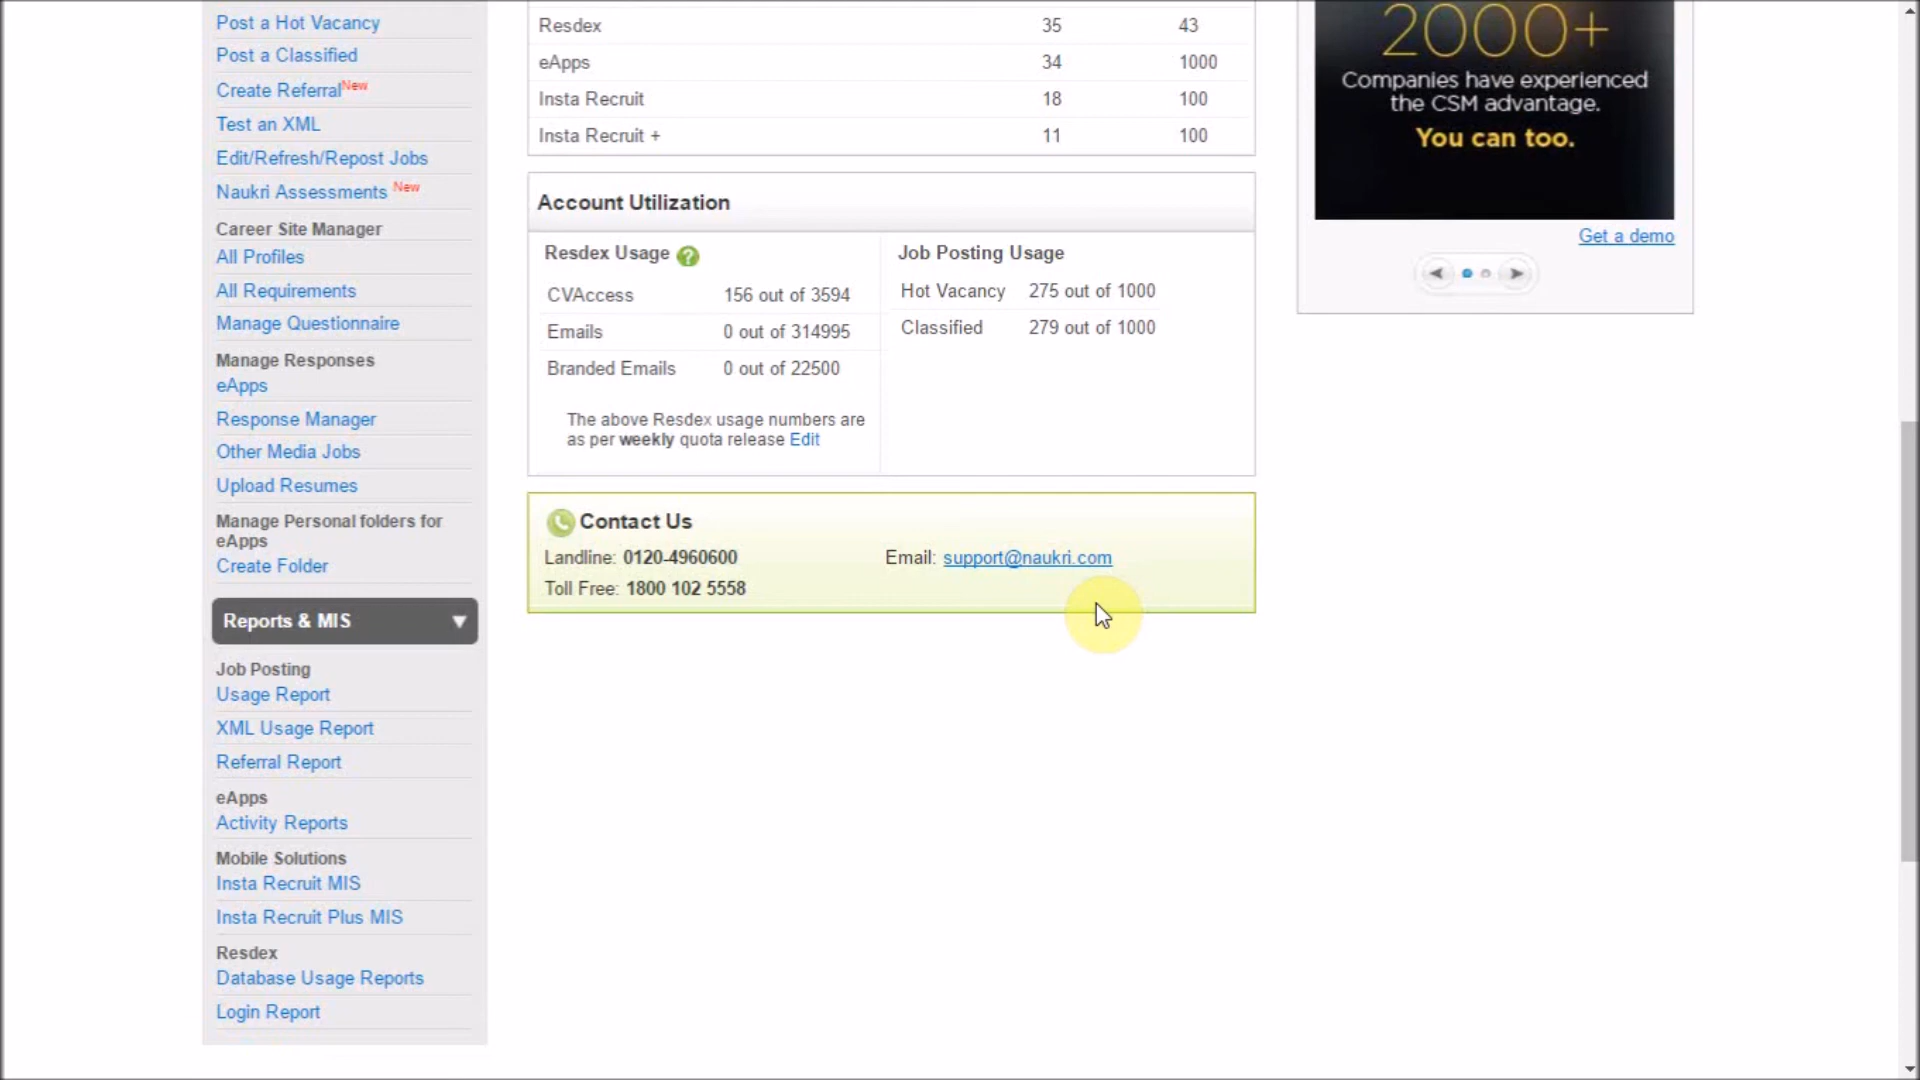 Post a Hot Vacancy
Post a Classified
Create Referral New
Test an XML
Edit/Refresh/Repost Jobs
Naukri Assessments New
Career Site Manager
All Profiles
All Requirements
Manage Questionnaire
Manage Responses
eApps
Response Manager
Other Media Jobs
Upload Resumes
Manage Personal folders for
eApps
Create Folder
Reports & MIS
Job Posting
Usage Report
XML Usage Report
Referral Report
eApps
Activity Reports
Mobile Solutions
Insta Recruit MIS
Insta Recruit Plus MIS
Resdex
Database Usage Reports
Login Report
Resdex 35 43
eApps 34 1000
Insta Recruit 18 100
Insta Recruit + 11 100
Account Utilization
Resdex Usage ?
CVAccess 156 out of 3594
Emails 0 out of 314995
Branded Emails 0 out of 22500
The above Resdex usage numbers are
as per weekly quota release Edit
Job Posting Usage
Hot Vacancy 275 out of 1000
Classified 279 out of 1000
Contact Us
Landline: 0120-4960600 Email: support@naukri.com
Toll Free: 1800 102 5558
2000+
Companies have experienced
the CSM advantage.
You can too.
Get a demo